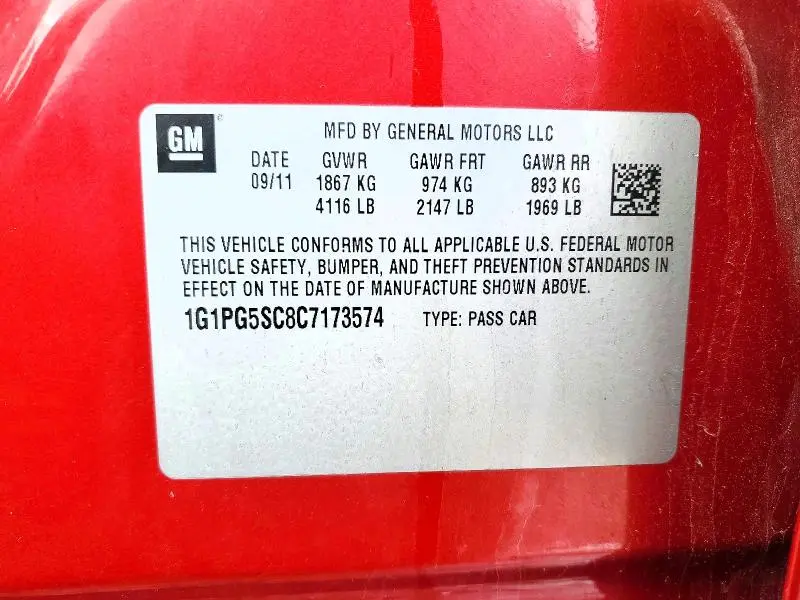 GM
MFD BY GENERAL MOTORS LLC
DATE GVWR GAWR FRT GAWR RR
09/11 1867 KG 974 KG 893 KG
4116 LB 2147 LB 1969 LB
THIS VEHICLE CONFORMS TO ALL APPLICABLE U.S. FEDERAL MOTOR
VEHICLE SAFETY, BUMPER, AND THEFT PREVENTION STANDARDS IN
EFFECT ON THE DATE OF MANUFACTURE SHOWN ABOVE.
1G1PG5SC8C7173574 TYPE: PASS CAR